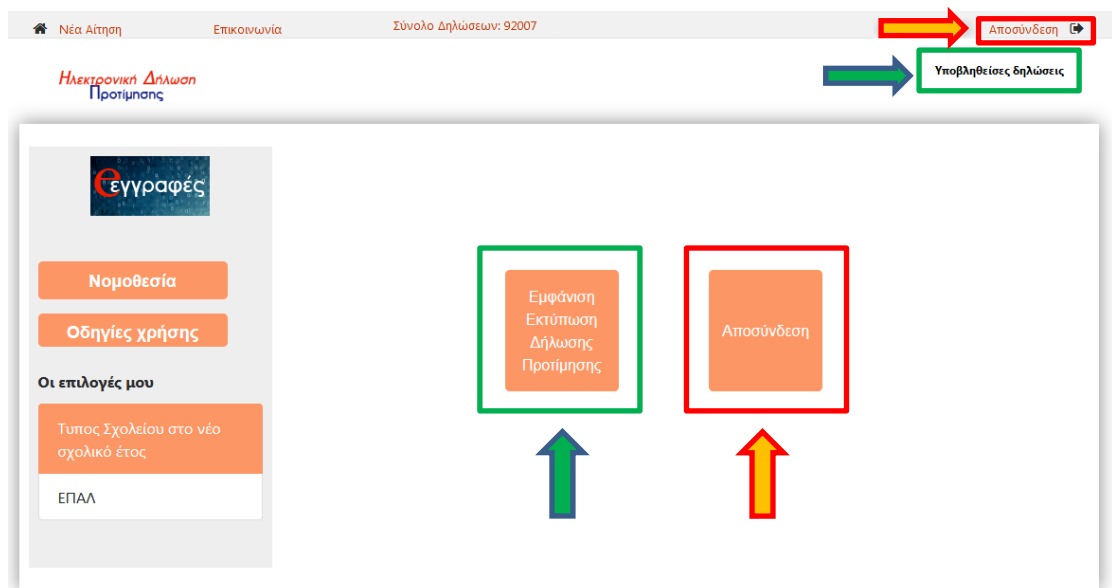 Νέα Αίτηση Επικοινωνία Σύνολο Δηλώσεων: 92007 Αποσύνδεση
Υποβληθείσες δηλώσεις
Ηλεκτρονική Δήλωση
Προτίμησης
eεγγραφές
Νομοθεσία
Οδηγίες χρήσης
Οι επιλογές μου
Τυπος Σχολείου στο νέο
σχολικό έτος
ΕΠΑΛ
Εμφάνιση
Εκτύπωση
Δήλωσης
Προτίμησης
Αποσύνδεση